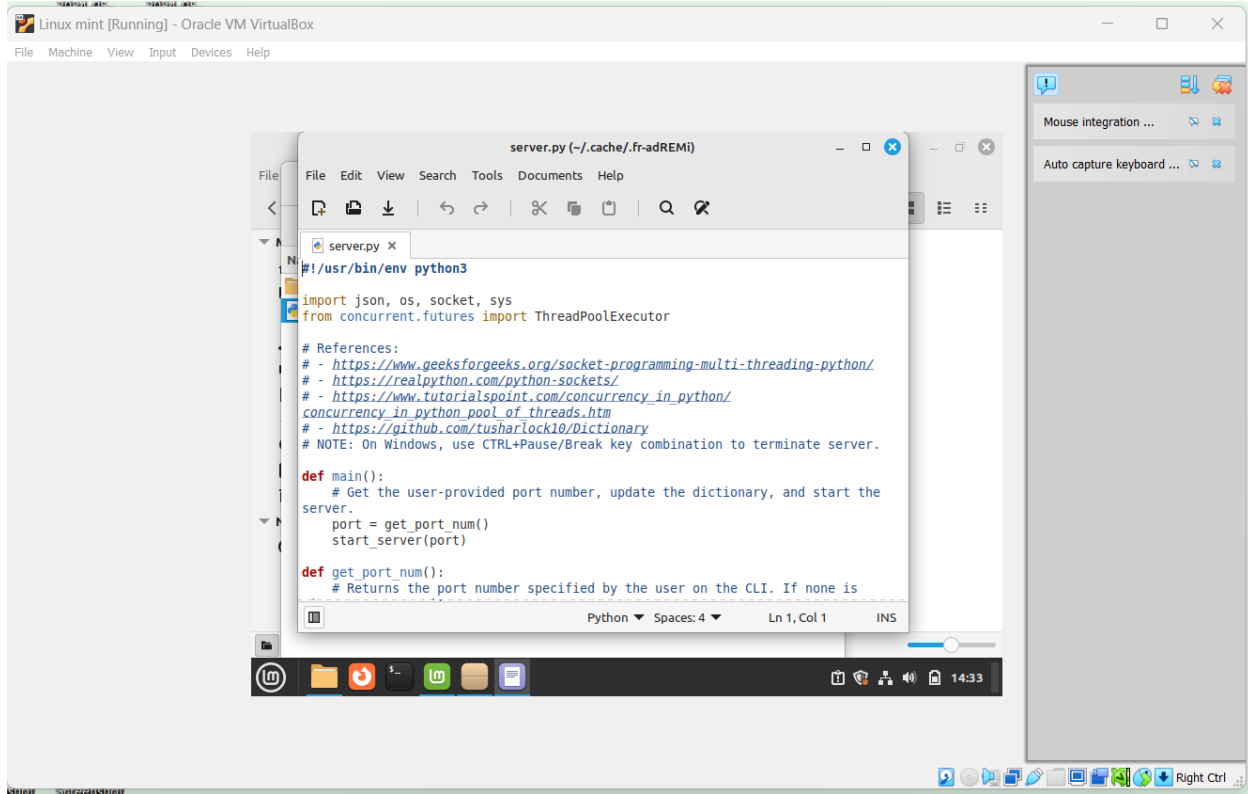 Linux mint [Running] - Oracle VM VirtualBox
File Machine View Input Devices Help
Mouse integration ...
Auto capture keyboard ...
server.py (~/.cache/.fr-adREMi)
File
File Edit View Search Tools Documents Help
server.py
#!/usr/bin/env python3
import json, os, socket, sys
from concurrent.futures import ThreadPoolExecutor
# References:
# - https://www.geeksforgeeks.org/socket-programming-multi-threading-python/
# - https://realpython.com/python-sockets/
# - https://www.tutorialspoint.com/concurrency_in_python/
concurrency_in_python_pool_of_threads.htm
# - https://github.com/tusharlock10/Dictionary
# NOTE: On Windows, use CTRL+Pause/Break key combination to terminate server.
def main():
# Get the user-provided port number, update the dictionary, and start the
server.
port = get_port_num()
start_server(port)
def get_port_num():
# Returns the port number specified by the user on the CLI. If none is
Python Spaces: 4 Ln 1, Col 1 INS
14:33
Right Ctrl